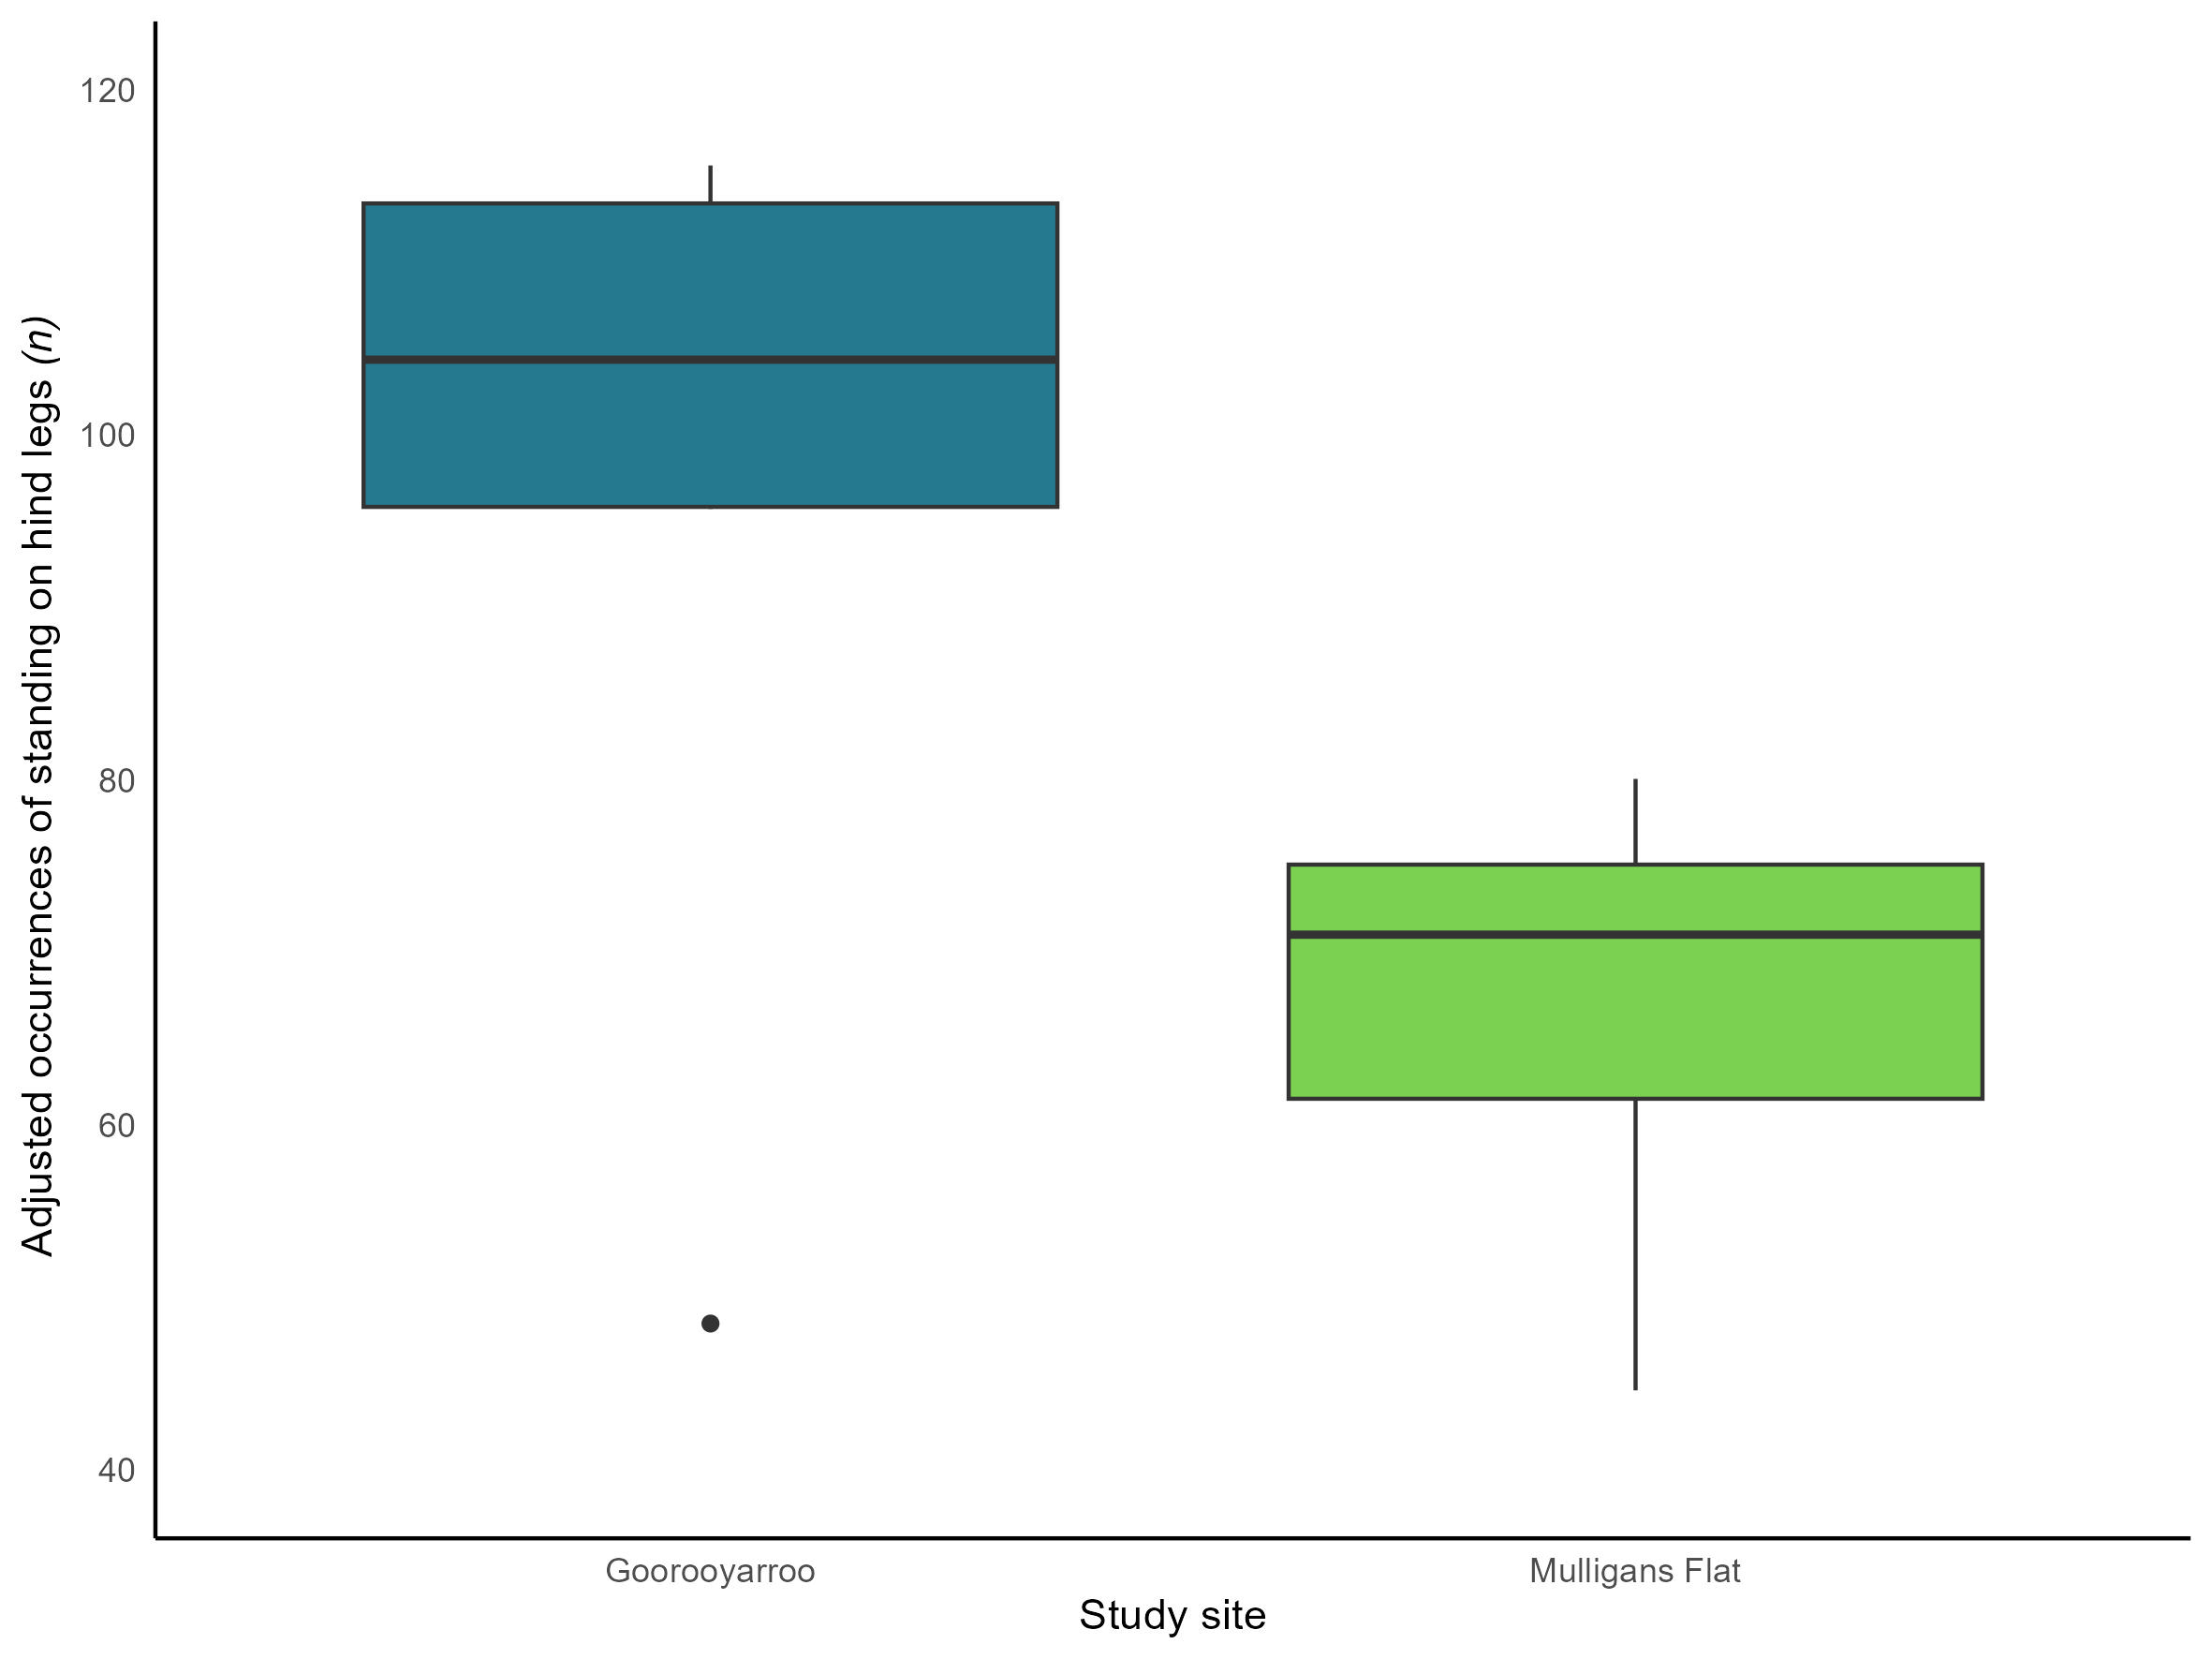 Adjusted occurrences of standing on hind legs (n)
120
100
80
60
40
Goorooyarroo
Mulligans Flat
Study site